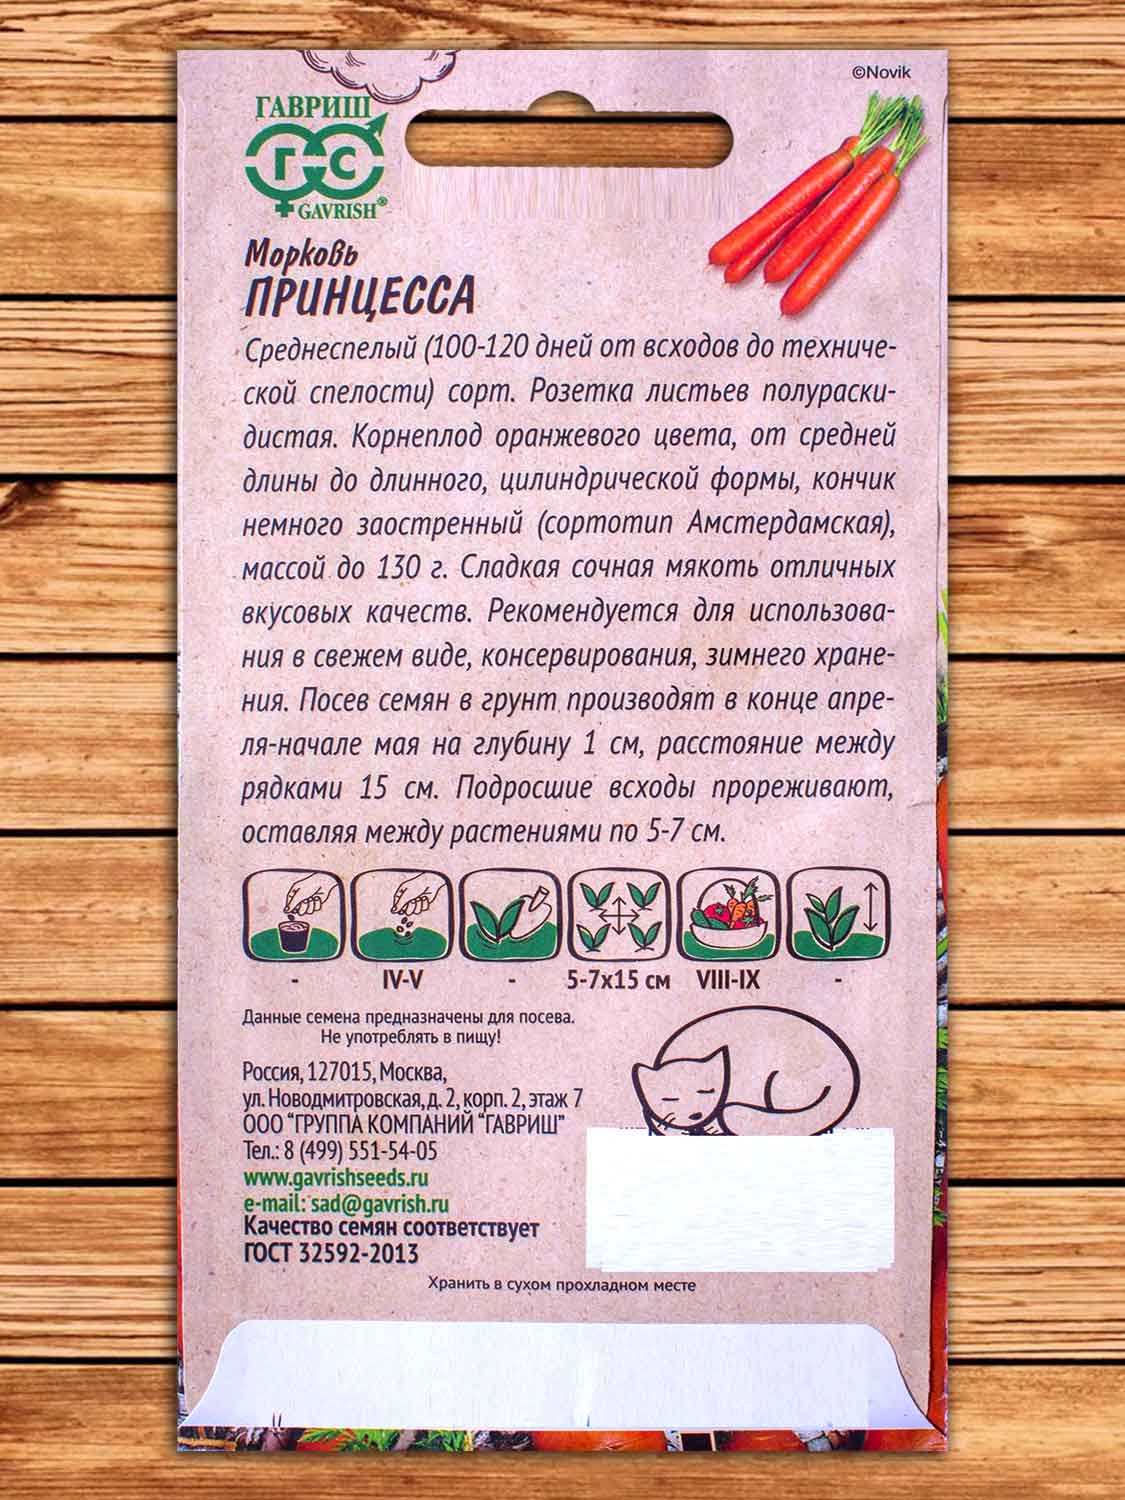 ©Novik
ГАВРИШ
ГС
GAVRISH®
Морковь
ПРИНЦЕССА
Среднеспелый (100-120 дней от всходов до техниче-
ской спелости) сорт. Розетка листьев полураски-
дистая. Корнеплод оранжевого цвета, от средней
длины до длинного, цилиндрической формы, кончик
немного заостренный (сортотип Амстердамская),
массой до 130 г. Сладкая сочная мякоть отличных
вкусовых качеств. Рекомендуется для использова-
ния в свежем виде, консервирования, зимнего хране-
ния. Посев семян в грунт производят в конце апре-
ля-начале мая на глубину 1 см, расстояние между
рядками 15 см. Подросшие всходы прореживают,
оставляя между растениями по 5-7 см.
- IV-V - 5-7х15 см VIII-IX -
Данные семена предназначены для посева.
Не употреблять в пищу!
Россия, 127015, Москва,
ул. Новодмитровская, д. 2, корп. 2, этаж 7
ООО "ГРУППА КОМПАНИЙ "ГАВРИШ"
Тел.: 8 (499) 551-54-05
www.gavrishseeds.ru
e-mail: sad@gavrish.ru
Качество семян соответствует
ГОСТ 32592-2013
Хранить в сухом прохладном месте